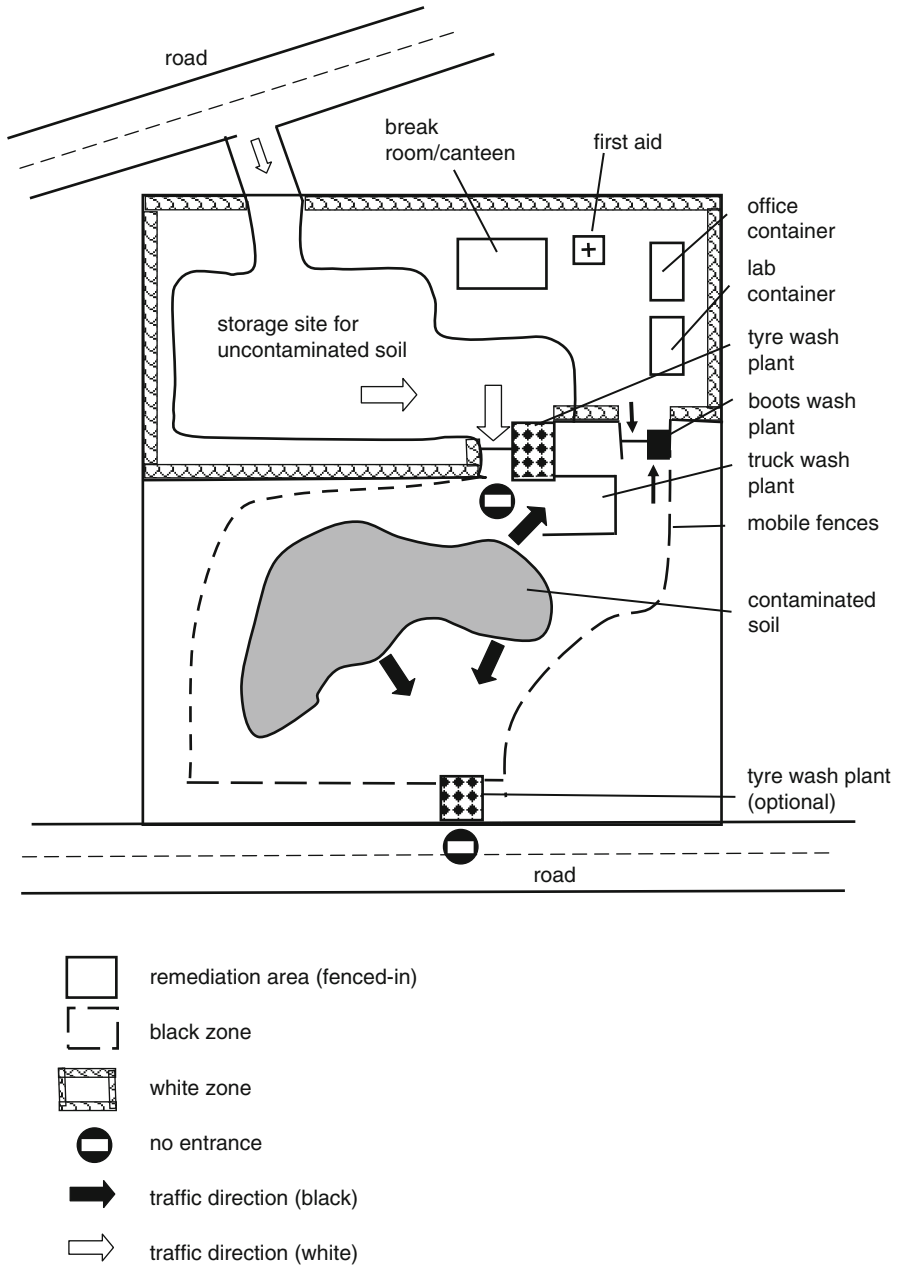 road
break
room/canteen
first aid
office
container
lab
container
storage site for
uncontaminated soil
tyre wash
plant
boots wash
plant
truck wash
plant
mobile fences
contaminated
soil
tyre wash plant
(optional)
road
remediation area (fenced-in)
black zone
white zone
no entrance
traffic direction (black)
traffic direction (white)